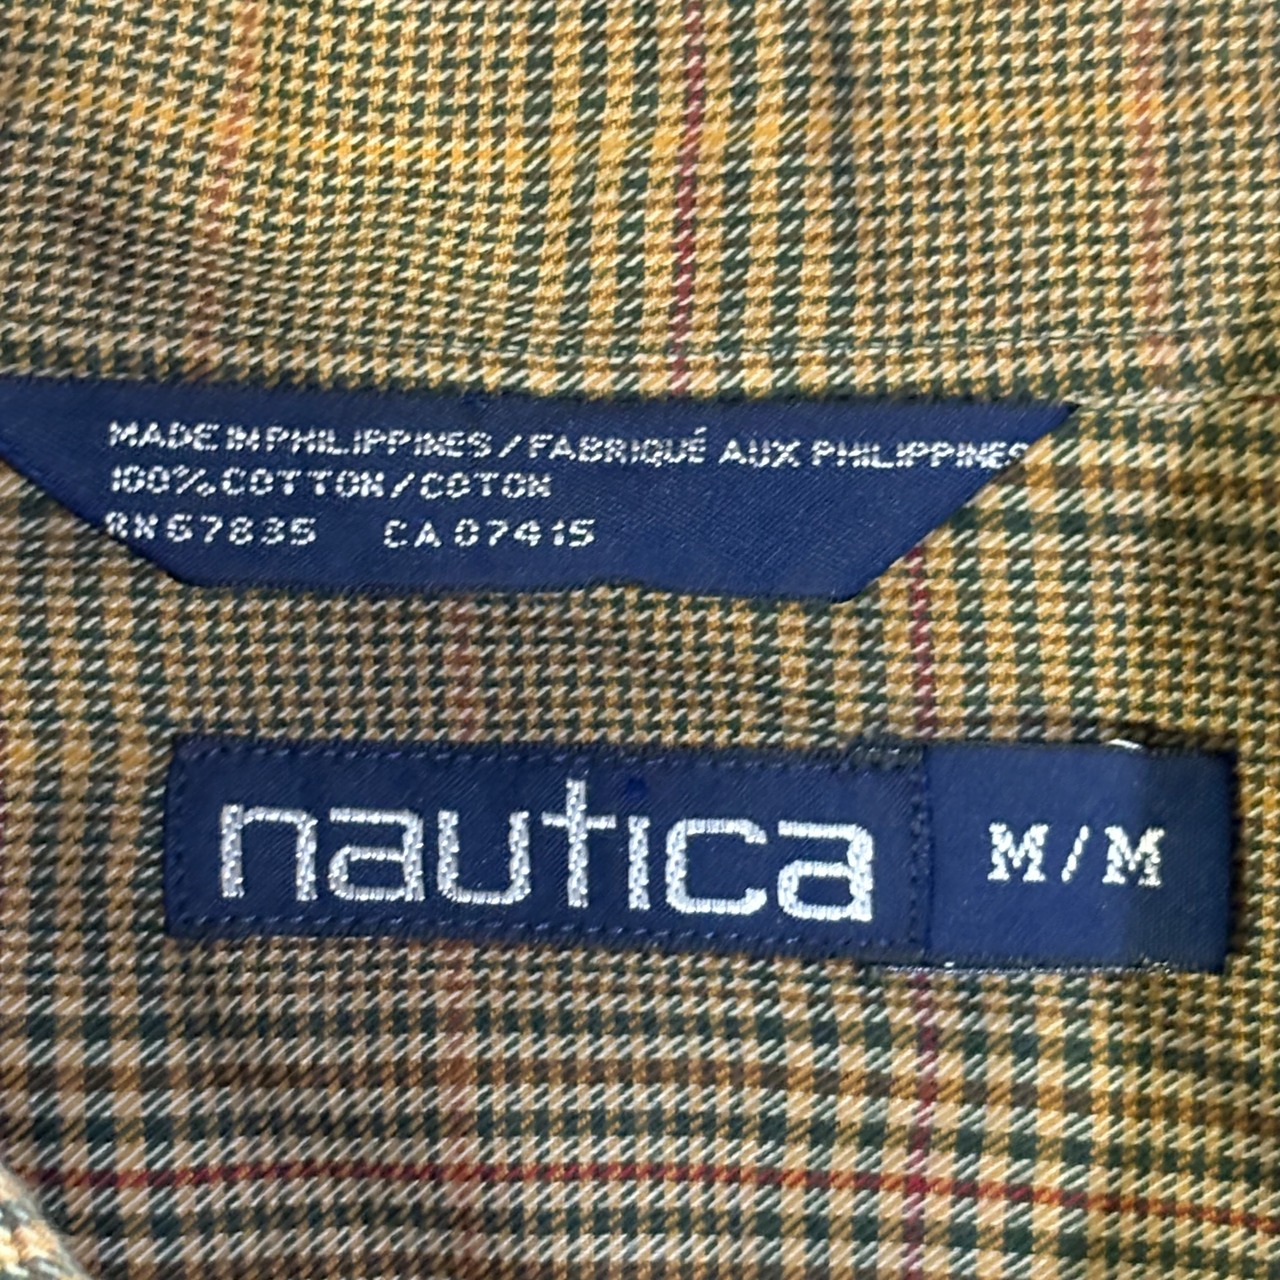 MADE IN PHILIPPINES / FABRIQUÉ AUX PHILIPPINES
100% COTTON / COTON
RN 67835 CA 07415
nautica M/M